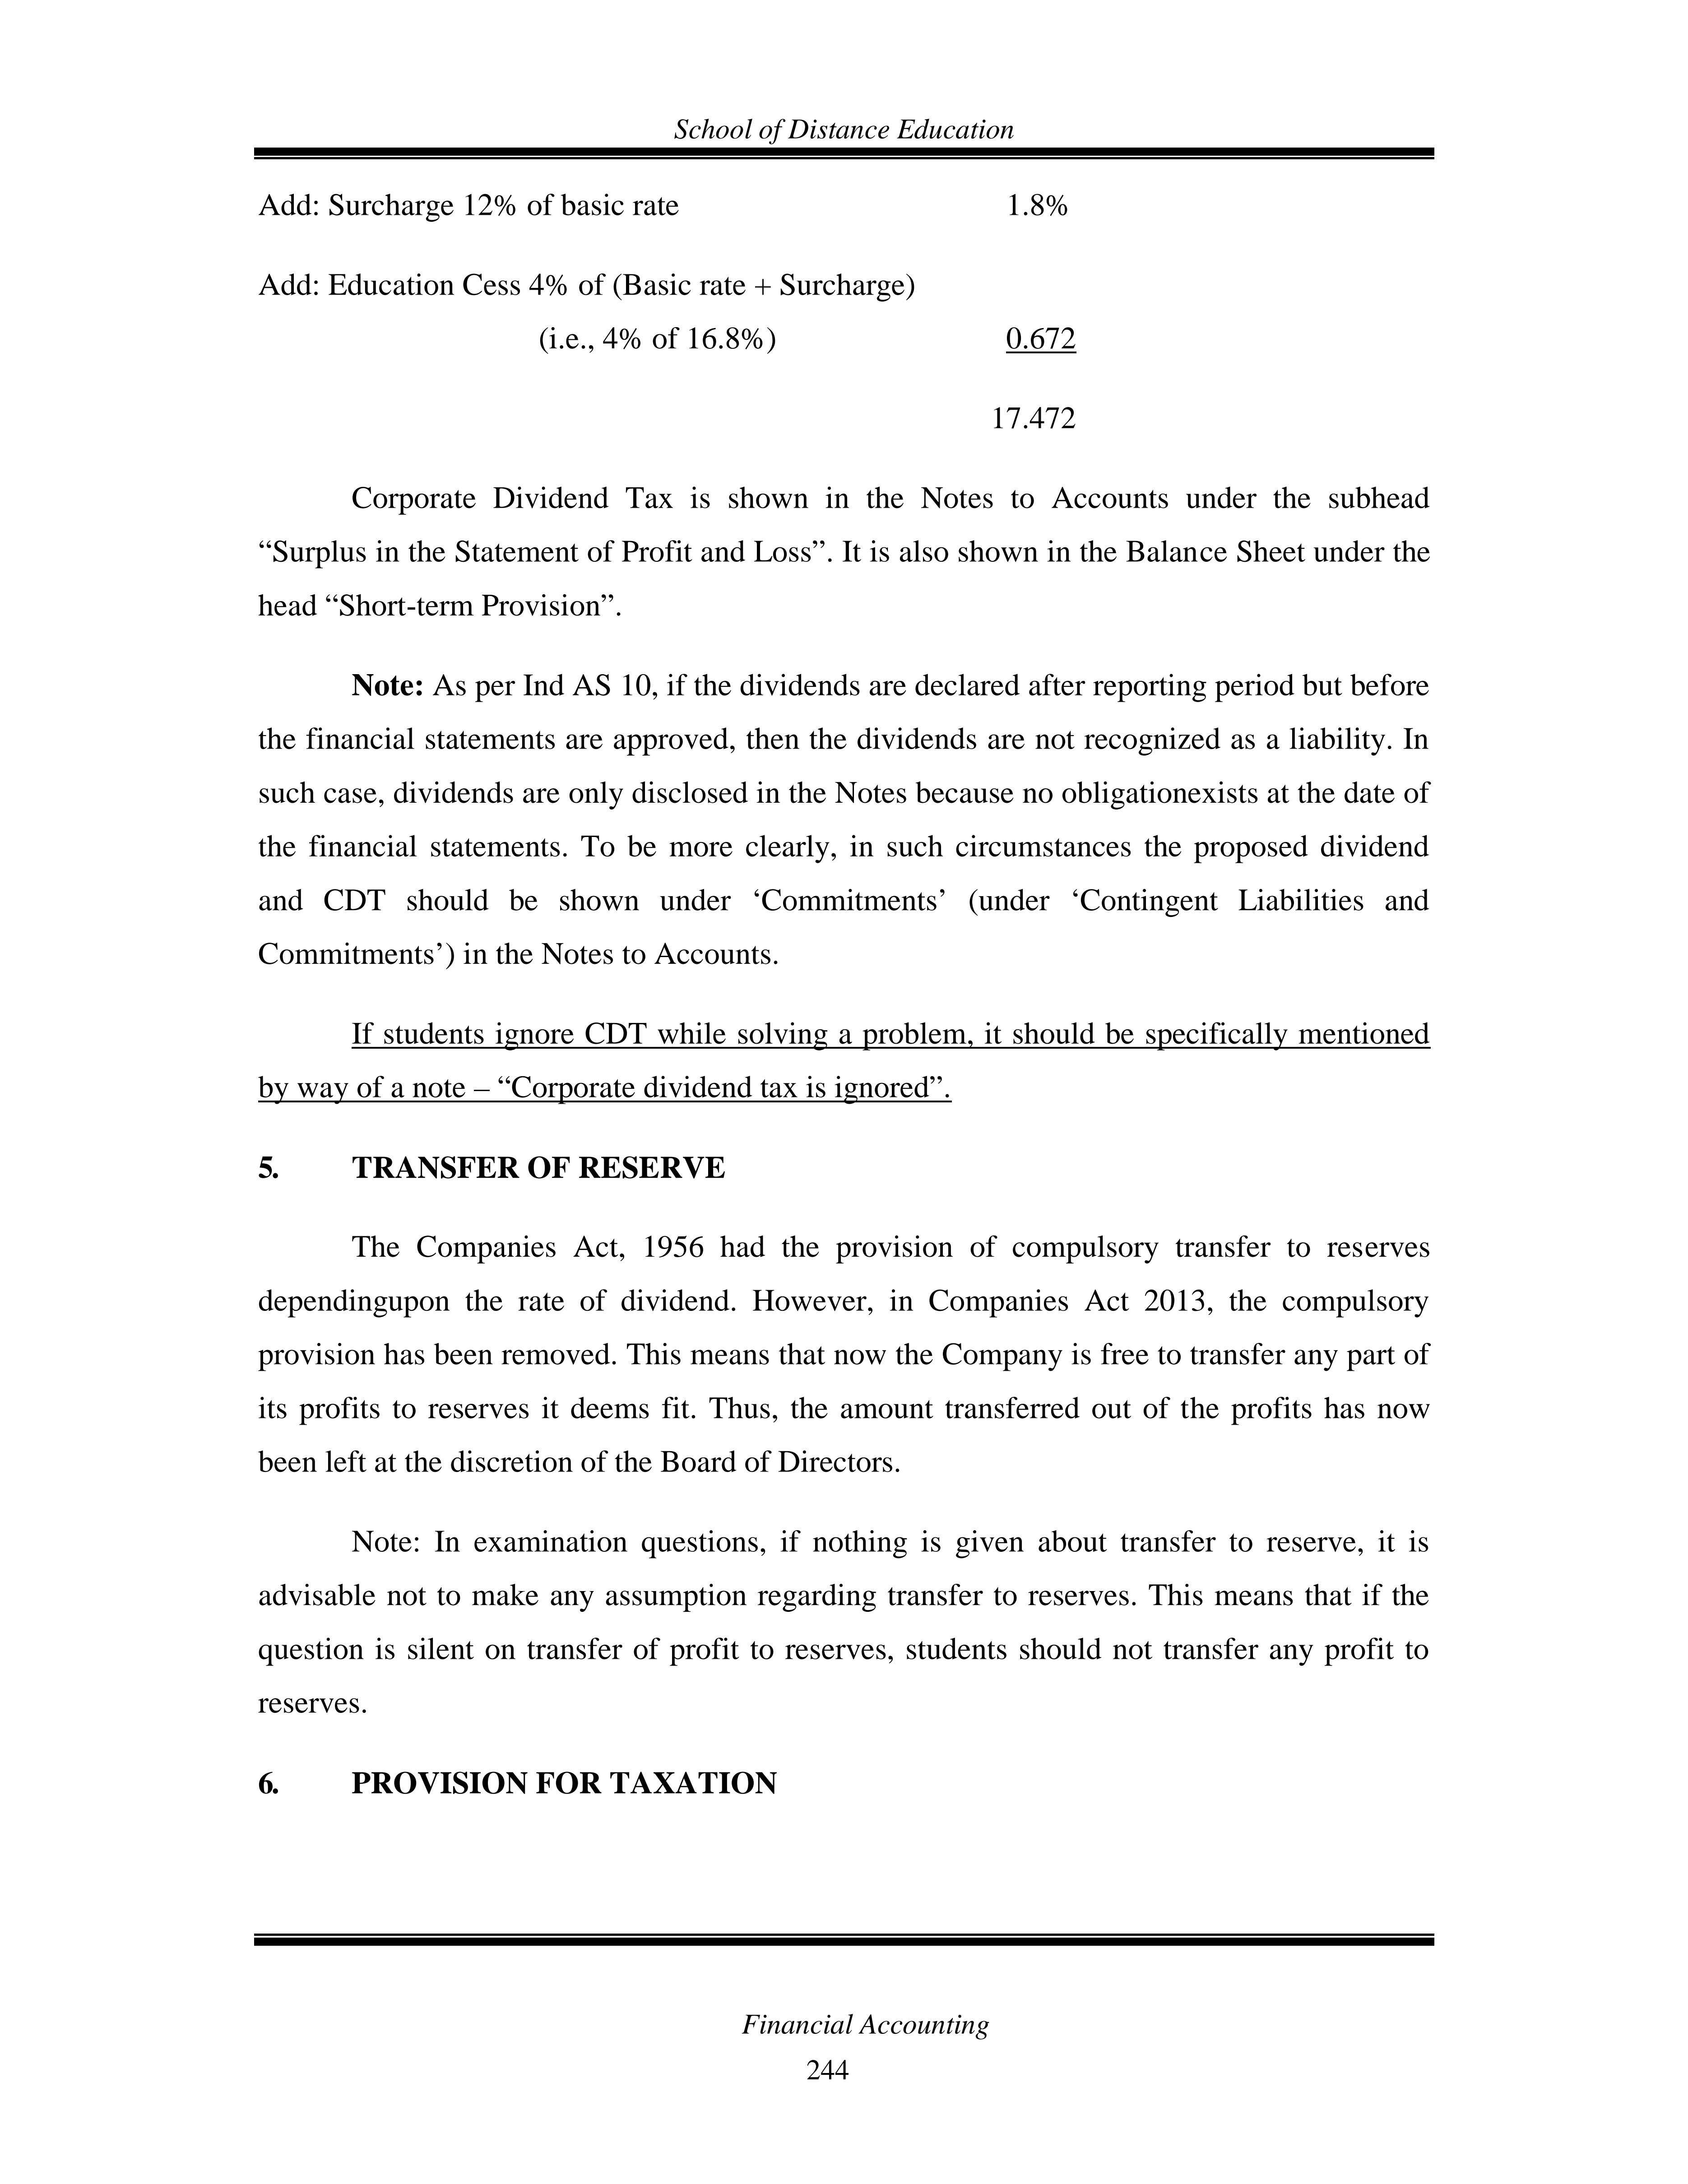 School of Distance Education
Add: Surcharge 12% of basic rate 1.8%
Add: Education Cess 4% of (Basic rate + Surcharge)
(i.e., 4% of 16.8%) 0.672
17.472
Corporate Dividend Tax is shown in the Notes to Accounts under the subhead
“Surplus in the Statement of Profit and Loss”. It is also shown in the Balance Sheet under the
head “Short-term Provision”.
Note: As per Ind AS 10, if the dividends are declared after reporting period but before
the financial statements are approved, then the dividends are not recognized as a liability. In
such case, dividends are only disclosed in the Notes because no obligationexists at the date of
the financial statements. To be more clearly, in such circumstances the proposed dividend
and CDT should be shown under ‘Commitments’ (under ‘Contingent Liabilities and
Commitments’) in the Notes to Accounts.
If students ignore CDT while solving a problem, it should be specifically mentioned
by way of a note – “Corporate dividend tax is ignored”.
5. TRANSFER OF RESERVE
The Companies Act, 1956 had the provision of compulsory transfer to reserves
dependingupon the rate of dividend. However, in Companies Act 2013, the compulsory
provision has been removed. This means that now the Company is free to transfer any part of
its profits to reserves it deems fit. Thus, the amount transferred out of the profits has now
been left at the discretion of the Board of Directors.
Note: In examination questions, if nothing is given about transfer to reserve, it is
advisable not to make any assumption regarding transfer to reserves. This means that if the
question is silent on transfer of profit to reserves, students should not transfer any profit to
reserves.
6. PROVISION FOR TAXATION
Financial Accounting
244